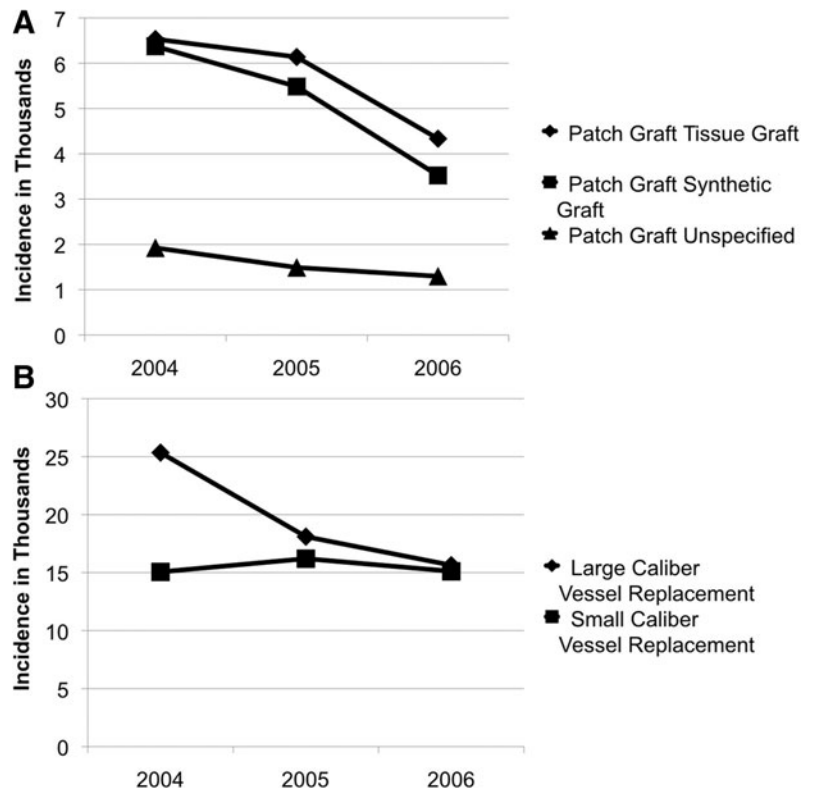 A
Incidence in Thousands
7
6
5
4
3
2
1
0
2004 2005 2006
Patch Graft Tissue Graft
Patch Graft Synthetic
Graft
Patch Graft Unspecified
B
Incidence in Thousands
30
25
20
15
10
5
0
2004 2005 2006
Large Caliber
Vessel Replacement
Small Caliber
Vessel Replacement